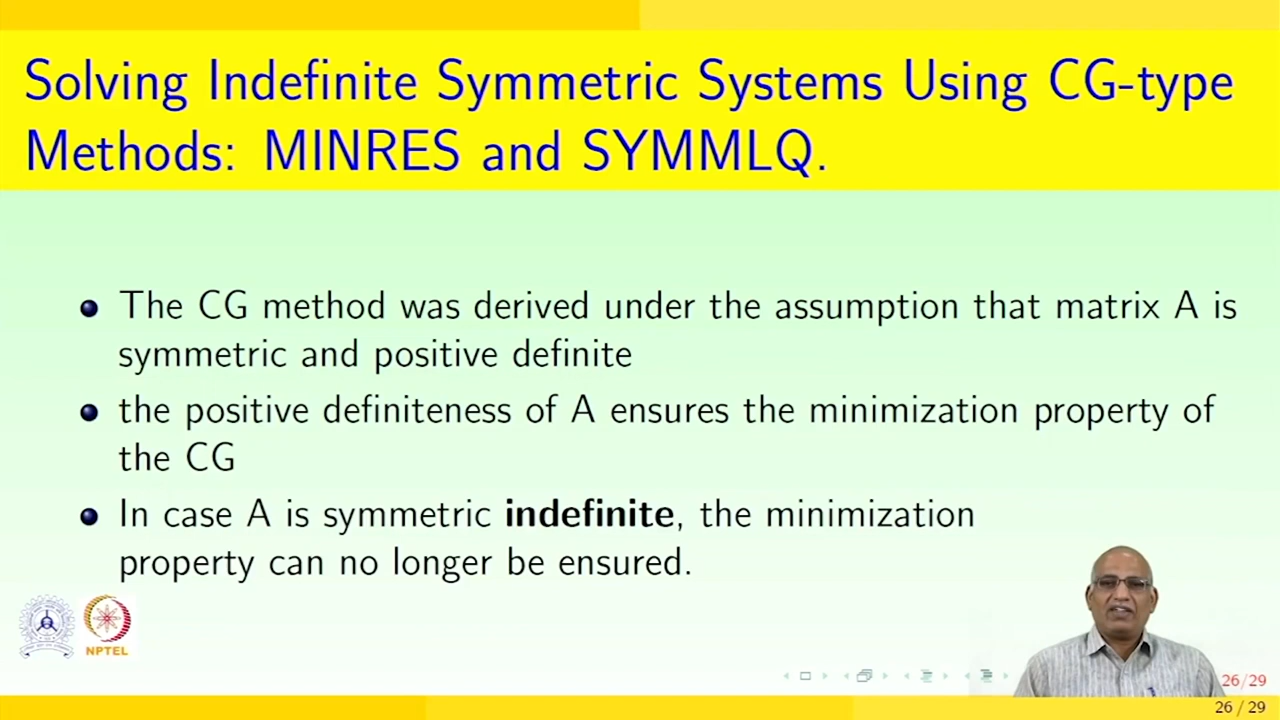 Solving Indefinite Symmetric Systems Using CG-type
Methods: MINRES and SYMMLQ.
The CG method was derived under the assumption that matrix A is
symmetric and positive definite
the positive definiteness of A ensures the minimization property of
the CG
In case A is symmetric indefinite, the minimization
property can no longer be ensured.
NPTEL
26/29
26 / 29